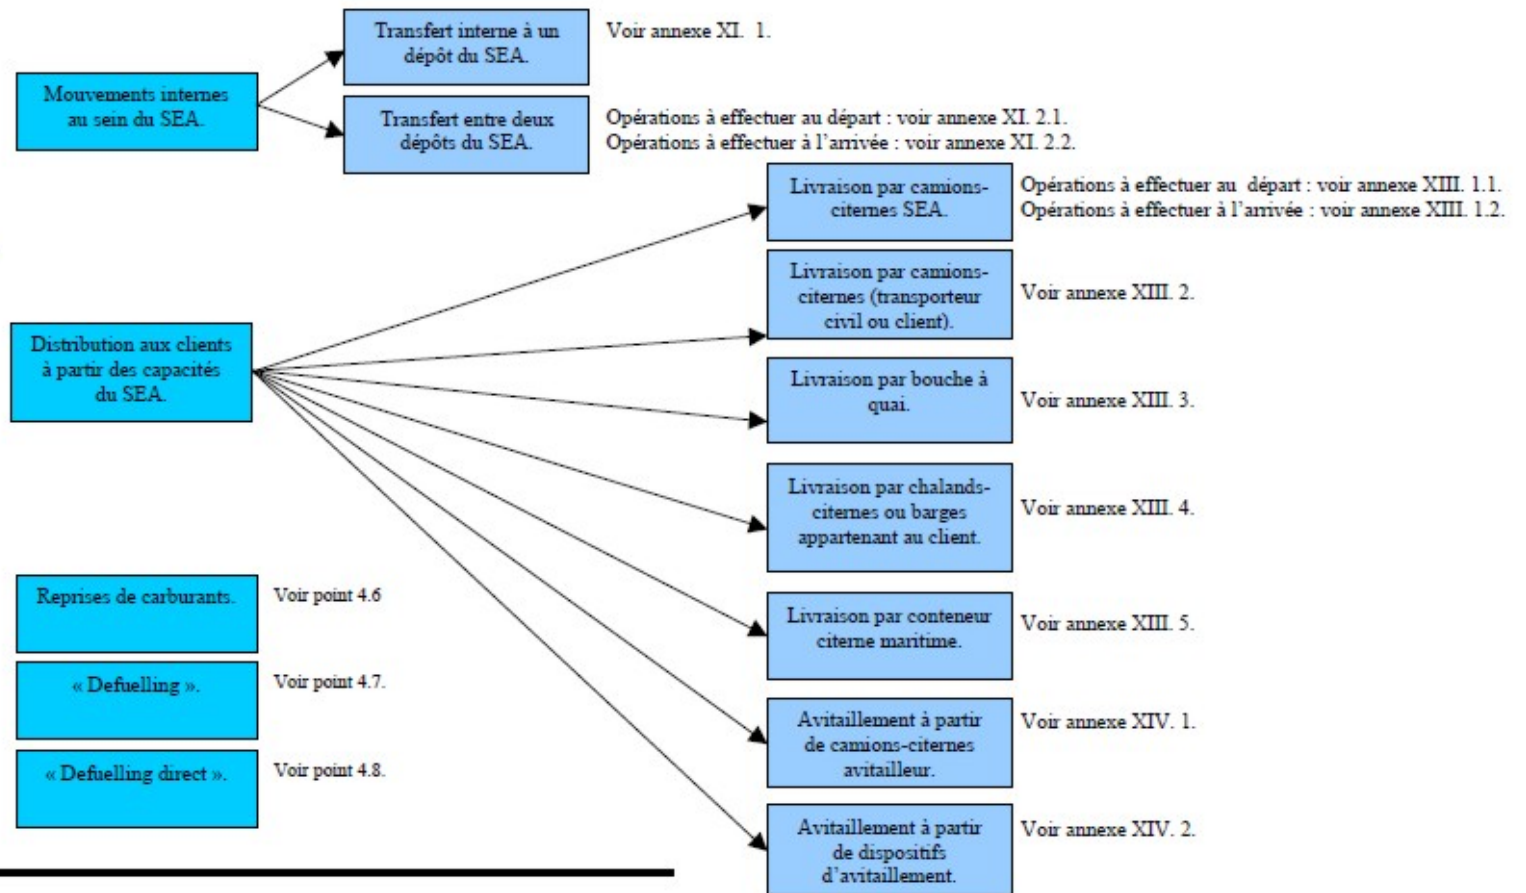 Transfert interne à un
dépôt du SEA.
Voir annexe XI. 1.
Mouvements internes
au sein du SEA.
Transfert entre deux
dépôts du SEA.
Opérations à effectuer au départ : voir annexe XI. 2.1.
Opérations à effectuer à l'arrivée : voir annexe XI. 2.2.
Livraison par camions-
citernes SEA.
Opérations à effectuer au départ : voir annexe XIII. 1.1.
Opérations à effectuer à l'arrivée : voir annexe XIII. 1.2.
Livraison par camions-
citernes (transporteur
civil ou client).
Voir annexe XIII. 2.
Distribution aux clients
à partir des capacités
du SEA.
Livraison par bouche à
quai.
Voir annexe XIII. 3.
Livraison par chalands-
citernes ou barges
appartenant au client.
Voir annexe XIII. 4.
Reprises de carburants.
Voir point 4.6
Livraison par conteneur
citerne maritime.
Voir annexe XIII. 5.
« Defuelling ».
Voir point 4.7.
Avitaillement à partir
de camions-citernes
avitailleur.
Voir annexe XIV. 1.
« Defuelling direct ».
Voir point 4.8.
Avitaillement à partir
de dispositifs
d'avitaillement.
Voir annexe XIV. 2.